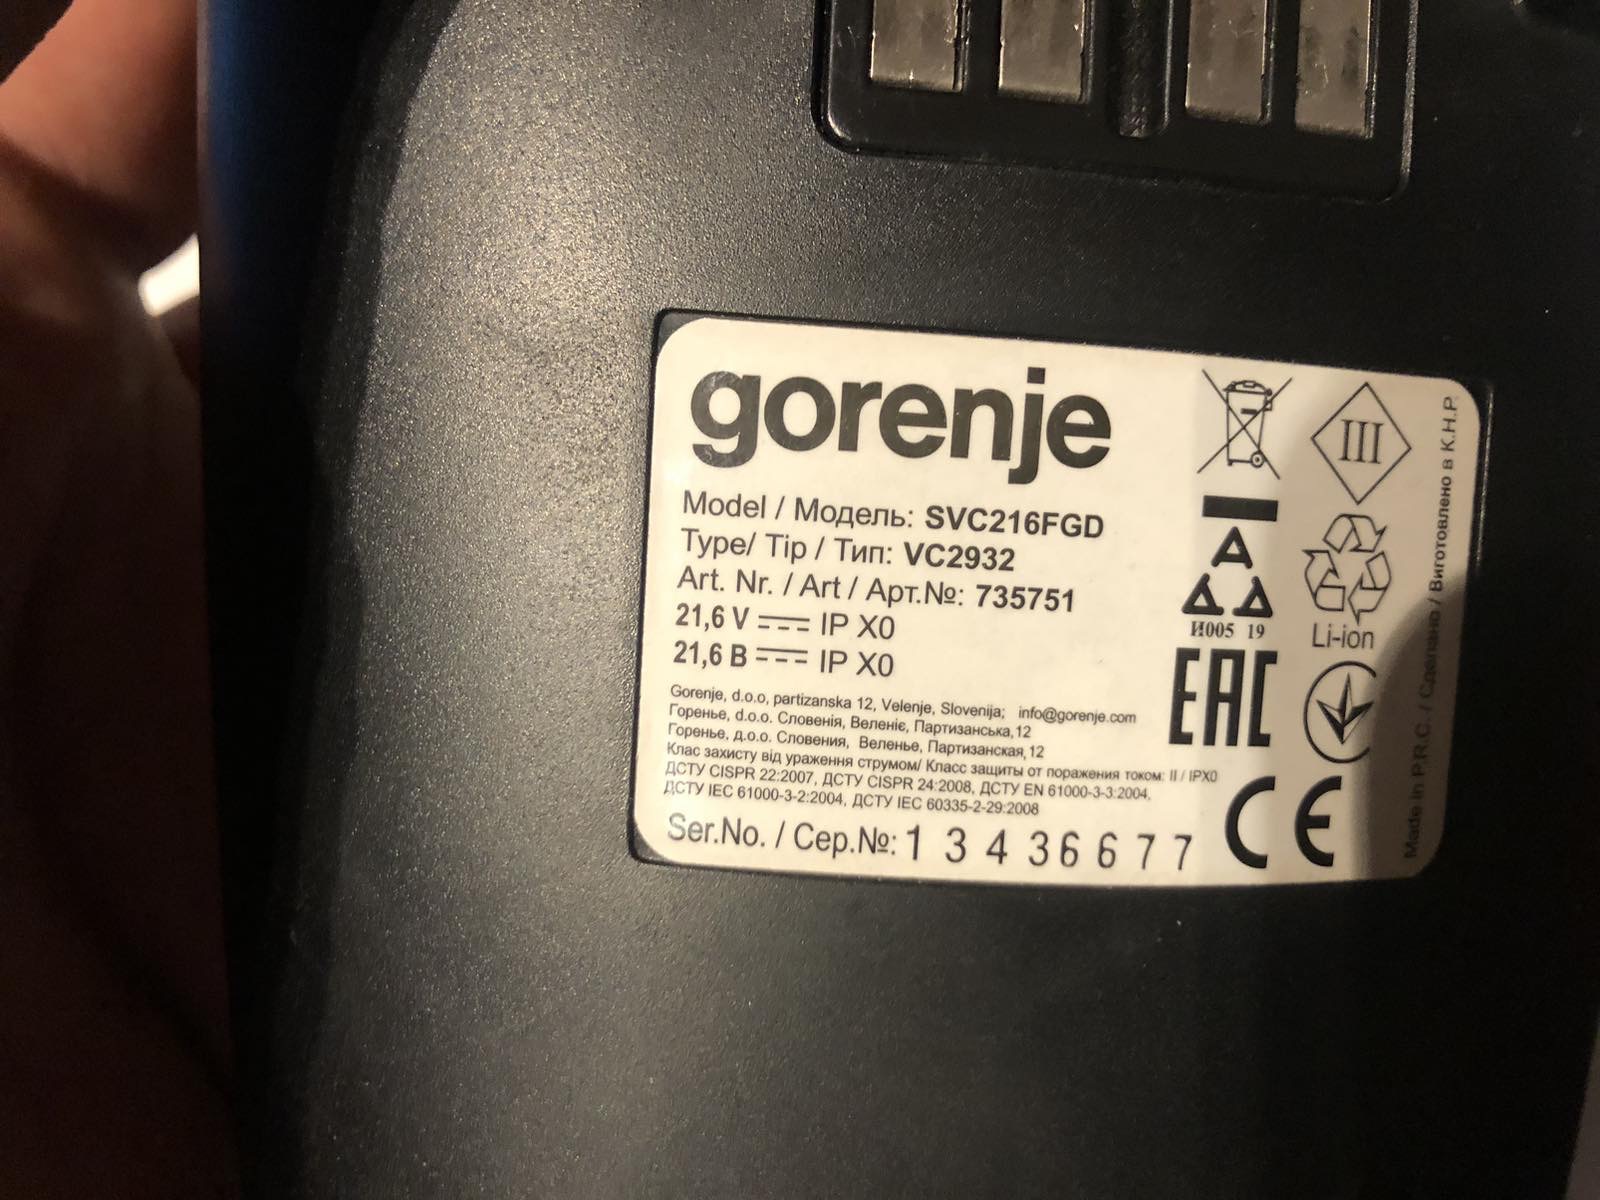 gorenje
Model / Модель: SVC216FGD
Type/ Tip / Тип: VC2932
Art. Nr. / Art / Арт.№: 735751
21,6 V IP X0
21,6 В IP X0
Gorenje, d.o.o, partizanska 12, Velenje, Slovenija; info@gorenje.com
Горенье, d.o.o. Словенія, Веленіє, Партизанська, 12
Горенье, д.о.о. Словения, Веленье, Партизанская, 12
Клас захисту від ураження струмом/ Класс защиты от поражения током: II / IPX0
ДСТУ CISPR 22:2007, ДСТУ CISPR 24:2008, ДСТУ EN 61000-3-3:2004,
ДСТУ IEC 61000-3-2:2004, ДСТУ IEC 60335-2-29:2008
Ser.No. / Сер.№: 1 3 4 3 6 6 7 7
III
И005 19
Li-ion
EAC
CE
Made in P.R.C. / Сделано / Виготовлено в К.Н.Р.